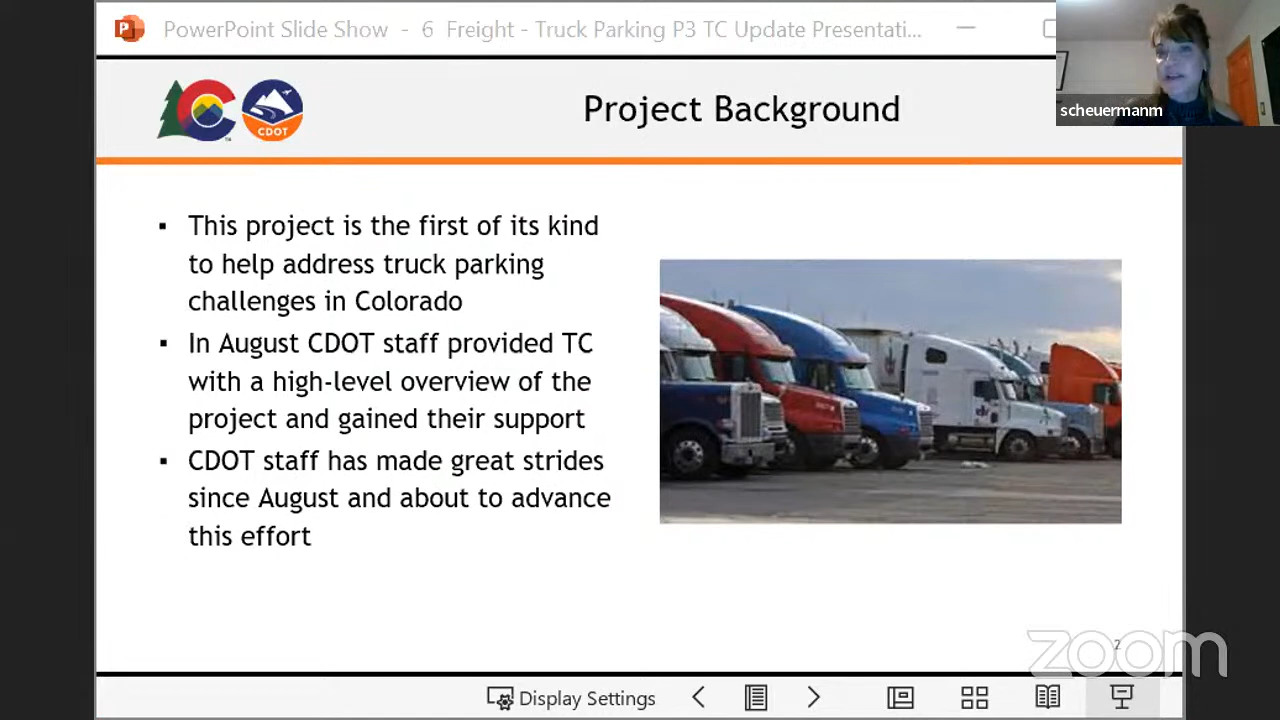 PowerPoint Slide Show - 6 Freight - Truck Parking P3 TC Update Presentati...
scheuermanm
CDOT
Project Background
▪ This project is the first of its kind
to help address truck parking
challenges in Colorado
▪ In August CDOT staff provided TC
with a high-level overview of the
project and gained their support
▪ CDOT staff has made great strides
since August and about to advance
this effort
2
zoom
Display Settings